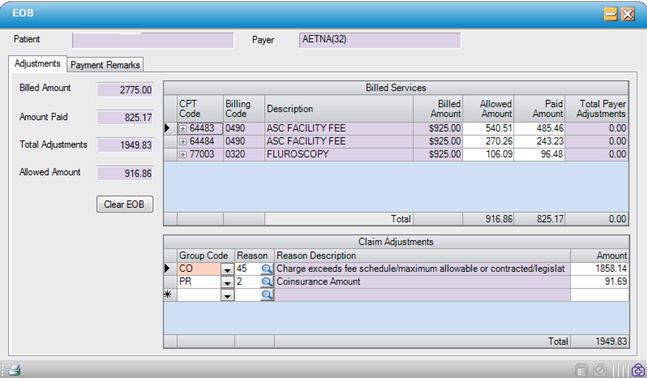 EOB
Patient Payer AETNA(32)
Adjustments Payment Remarks
Billed Amount 2775.00
Amount Paid 825.17
Total Adjustments 1949.83
Allowed Amount 916.86
Clear EOB
Billed Services
CPT Code Billing Code Description Billed Amount Allowed Amount Paid Amount Total Payer Adjustments
64483 0490 ASC FACILITY FEE $925.00 540.51 485.46 0.00
64484 0490 ASC FACILITY FEE $925.00 270.26 243.23 0.00
77003 0320 FLUROSCOPY $925.00 106.09 96.48 0.00
Total 916.86 825.17 0.00
Claim Adjustments
Group Code Reason Reason Description Amount
CO 45 Charge exceeds fee schedule/maximum allowable or contracted/legislat 1858.14
PR 2 Coinsurance Amount 91.69
Total 1949.83